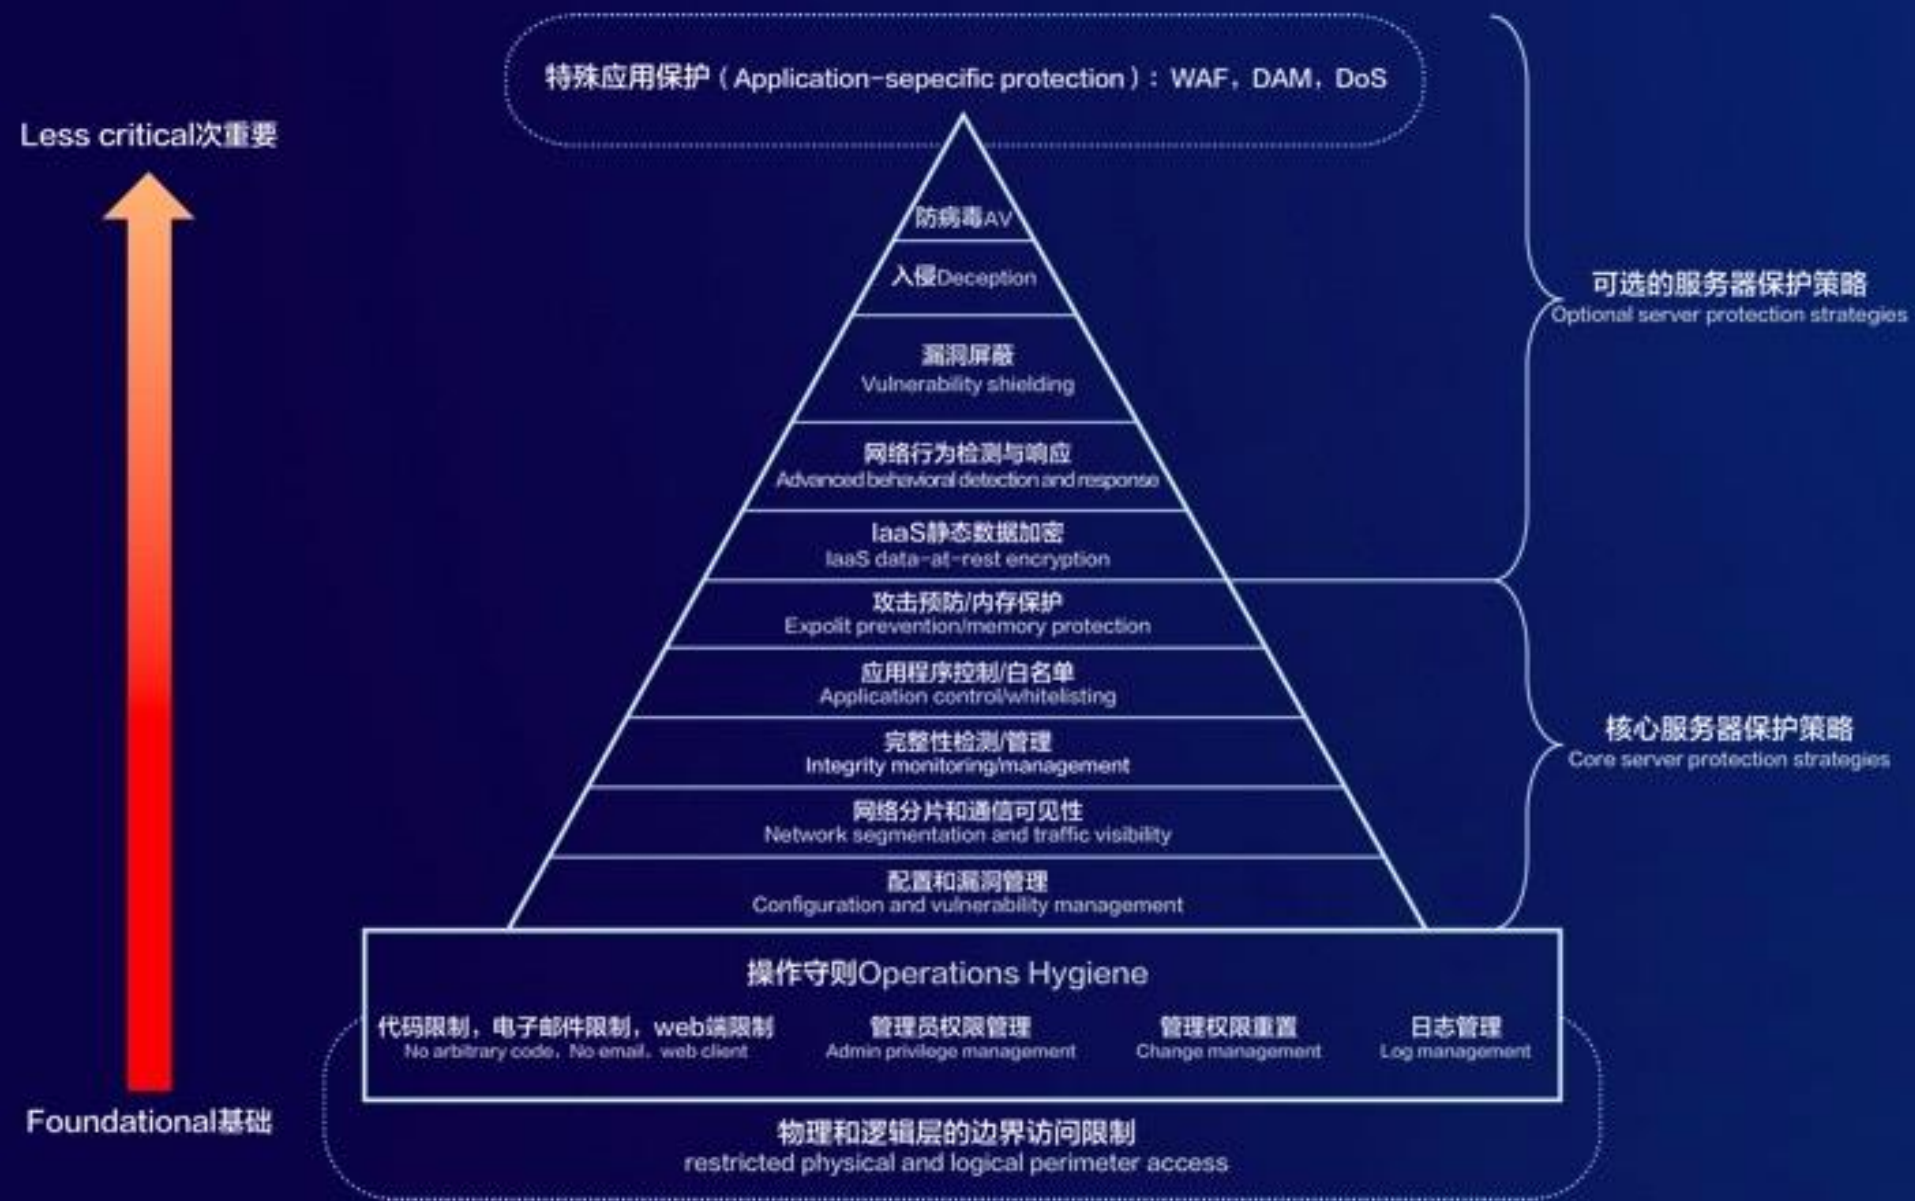 特殊应用保护（Application-sepecific protection）：WAF，DAM，DoS
Less critical次重要
防病毒AV
入侵Deception
可选的服务器保护策略
Optional server protection strategies
漏洞屏蔽
Vulnerability shielding
网络行为检测与响应
Advanced behavioral detection and response
IaaS静态数据加密
IaaS data-at-rest encryption
攻击预防/内存保护
Expolit prevention/memory protection
应用程序控制/白名单
Application control/whitelisting
核心服务器保护策略
Core server protection strategies
完整性检测/管理
Integrity monitoring/management
网络分片和通信可见性
Network segmentation and traffic visibility
配置和漏洞管理
Configuration and vulnerability management
操作守则Operations Hygiene
代码限制，电子邮件限制，web端限制
No arbitrary code，No email，web client
管理员权限管理
Admin privilege management
管理权限重置
Change management
日志管理
Log management
Foundational基础
物理和逻辑层的边界访问限制
restricted physical and logical perimeter access